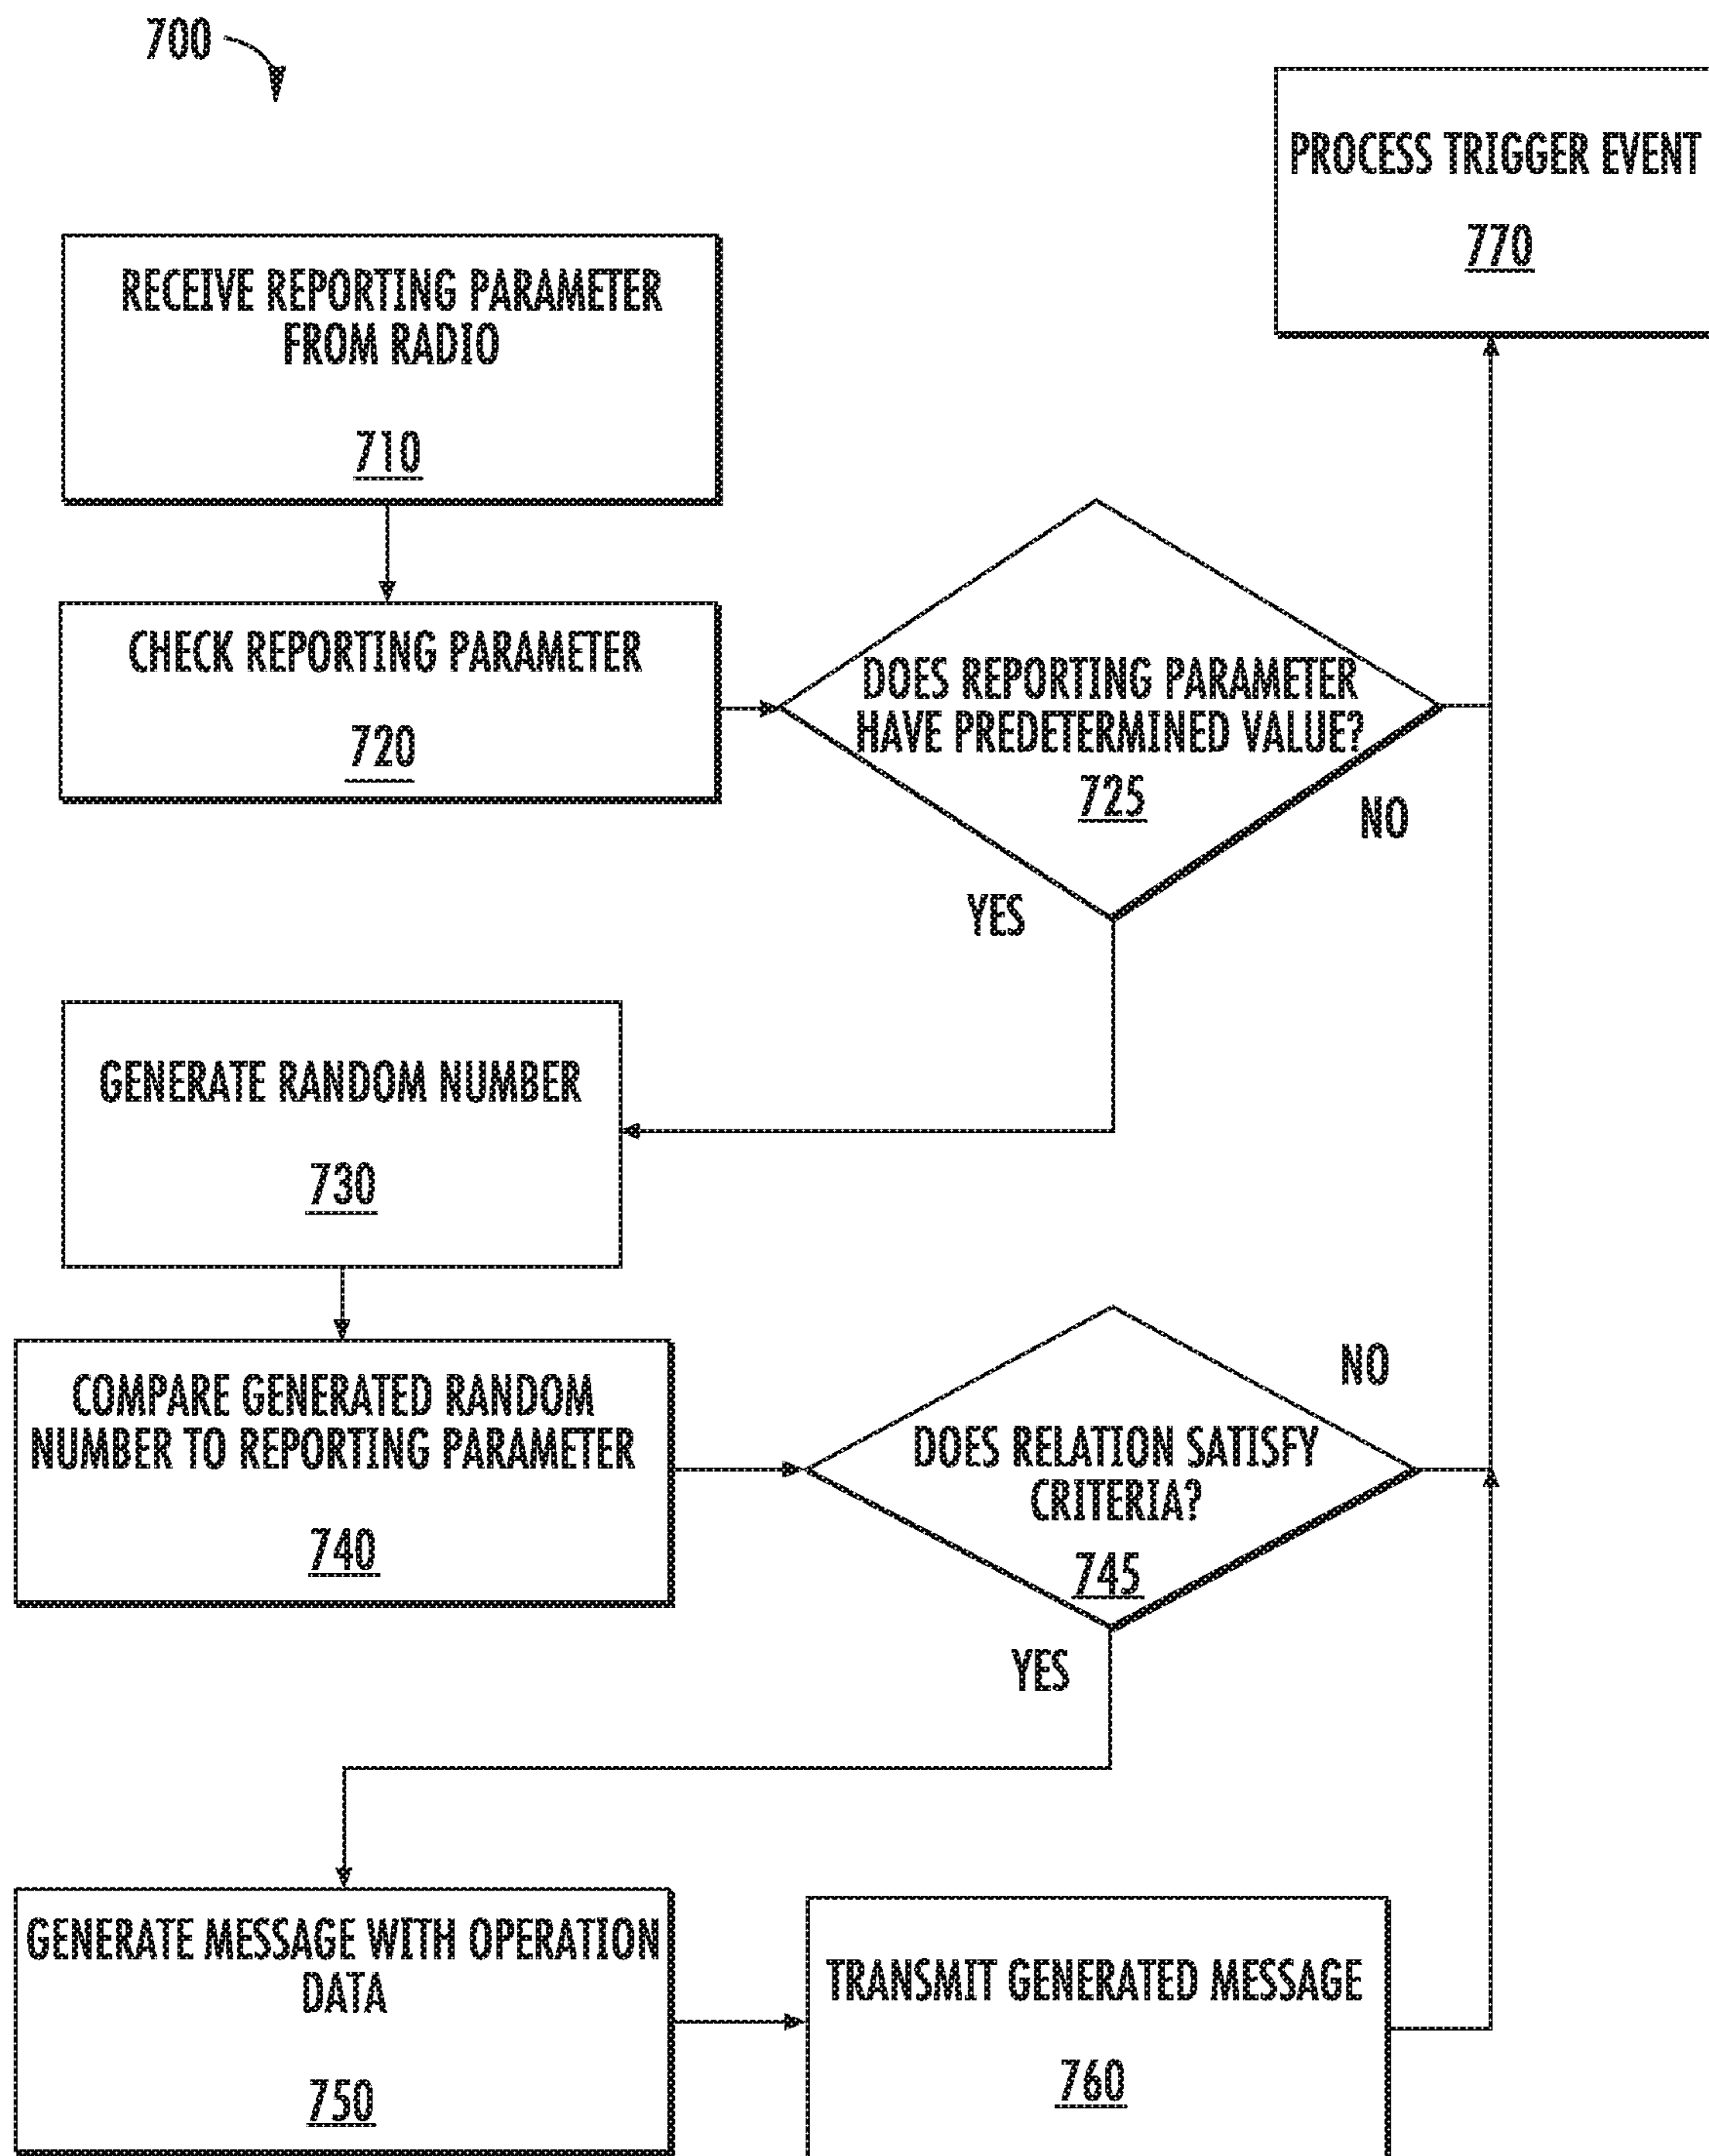 700
PROCESS TRIGGER EVENT
770
RECEIVE REPORTING PARAMETER
FROM RADIO
710
CHECK REPORTING PARAMETER
720
DOES REPORTING PARAMETER
HAVE PREDETERMINED VALUE?
725
NO
YES
GENERATE RANDOM NUMBER
730
COMPARE GENERATED RANDOM
NUMBER TO REPORTING PARAMETER
740
DOES RELATION SATISFY
CRITERIA?
745
NO
YES
GENERATE MESSAGE WITH OPERATION
DATA
750
TRANSMIT GENERATED MESSAGE
760